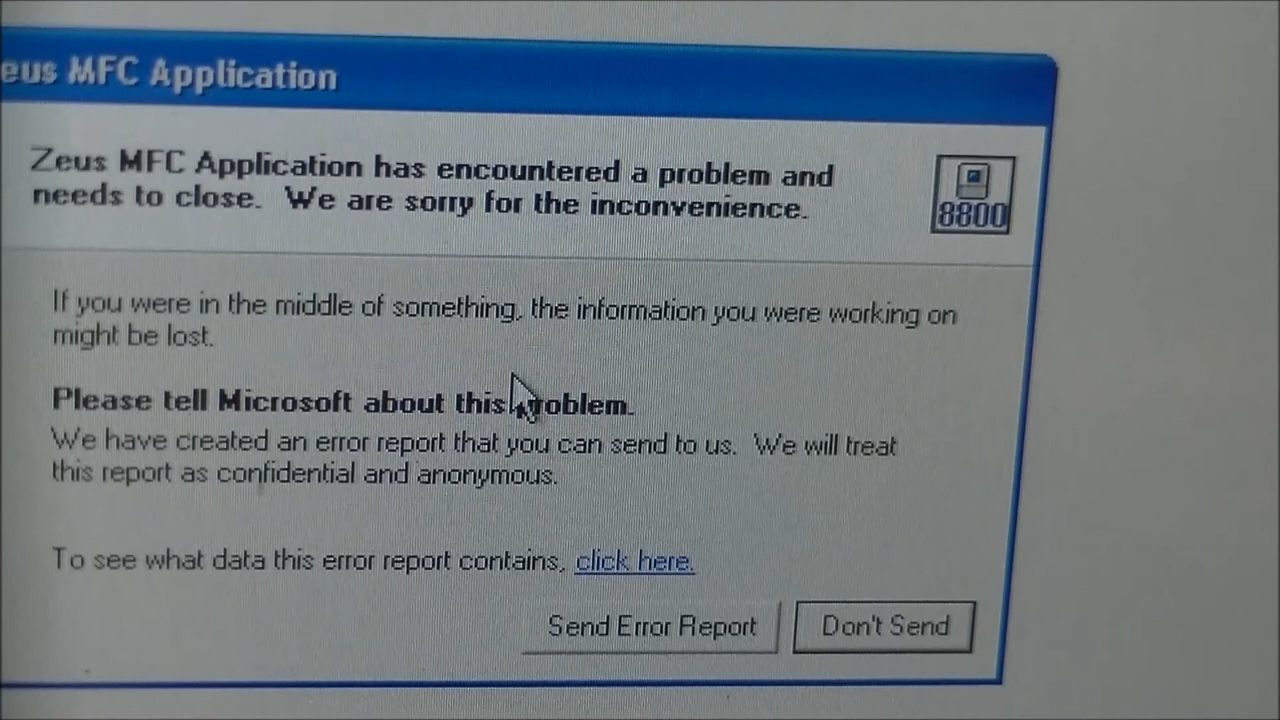 eus MFC Application
Zeus MFC Application has encountered a problem and
needs to close. We are sorry for the inconvenience.
8800
If you were in the middle of something, the information you were working on
might be lost.
Please tell Microsoft about this problem.
We have created an error report that you can send to us. We will treat
this report as confidential and anonymous.
To see what data this error report contains, click here.
Send Error Report
Don't Send